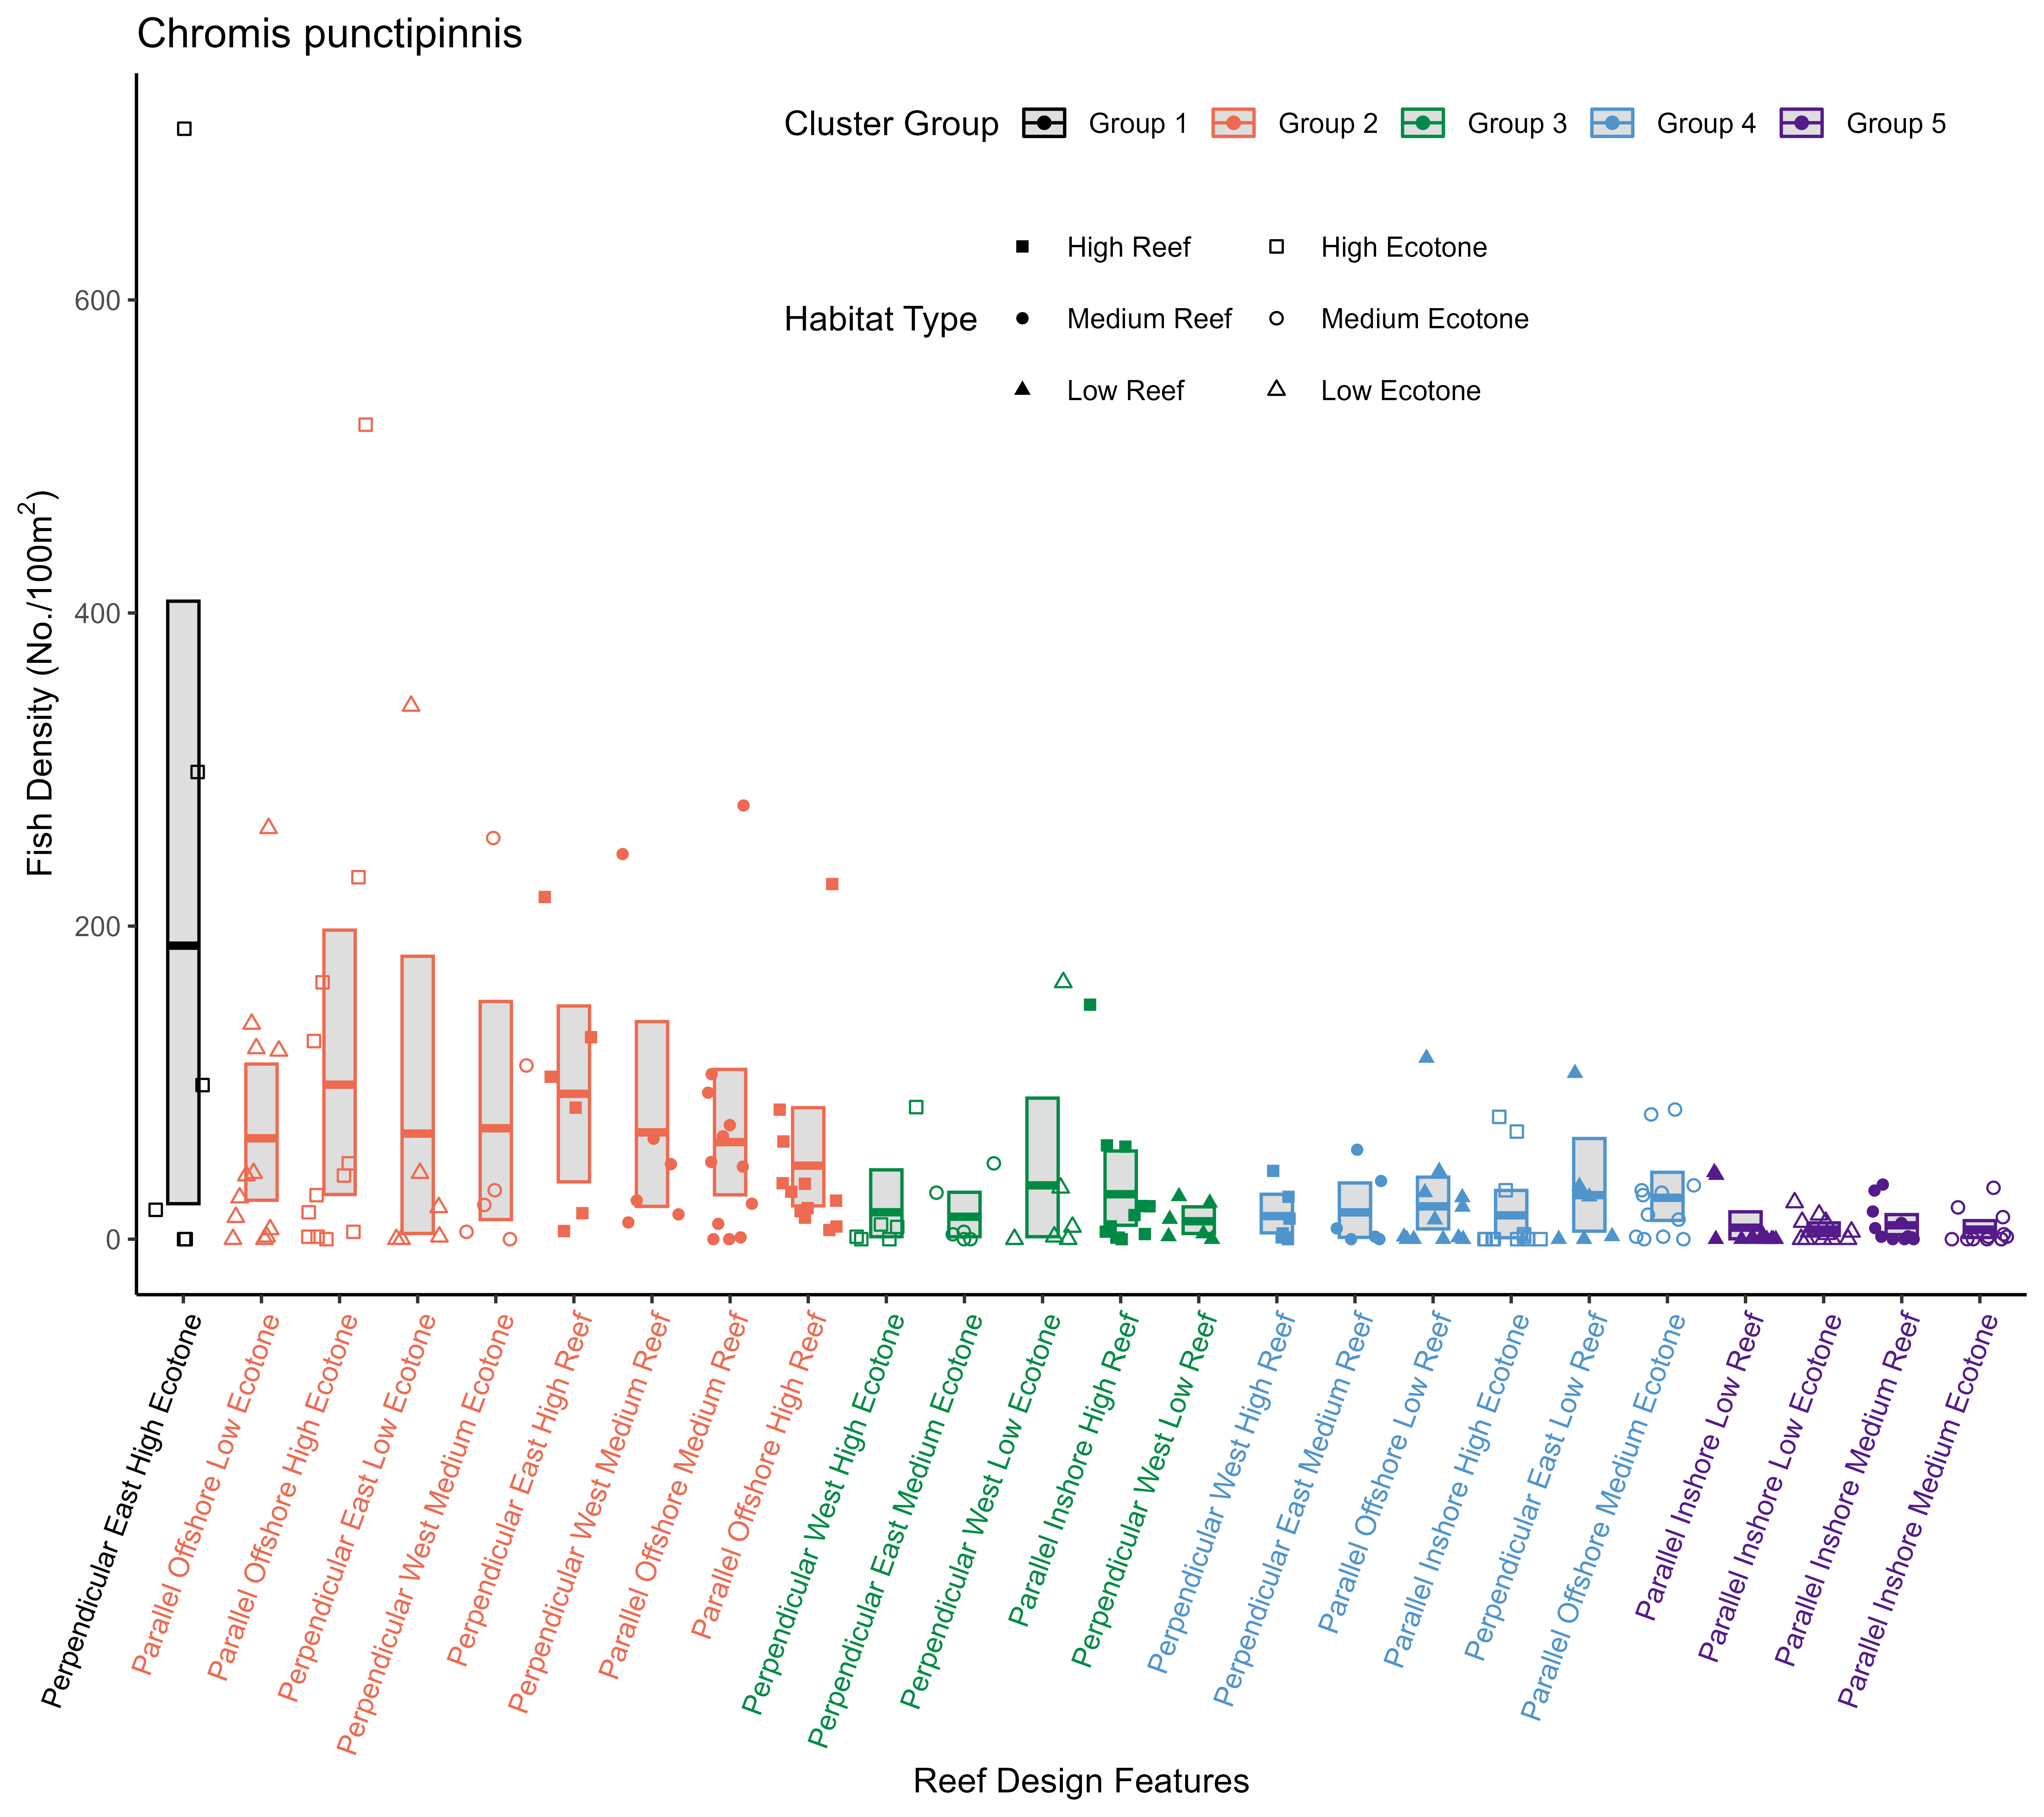 Chromis punctipinnis
Cluster Group
Group 1
Group 2
Group 3
Group 4
Group 5
Habitat Type
High Reef
High Ecotone
Medium Reef
Medium Ecotone
Low Reef
Low Ecotone
Fish Density (No./100m²)
600
400
200
0
Perpendicular East High Ecotone
Parallel Offshore Low Ecotone
Parallel Offshore High Ecotone
Perpendicular East Low Ecotone
Perpendicular West Medium Ecotone
Perpendicular East High Reef
Perpendicular West Medium Reef
Parallel Offshore Medium Reef
Parallel Offshore High Reef
Perpendicular West High Ecotone
Perpendicular East Medium Ecotone
Perpendicular West Low Ecotone
Parallel Inshore High Reef
Perpendicular West Low Reef
Perpendicular West High Reef
Perpendicular East Medium Reef
Parallel Offshore Low Reef
Parallel Inshore High Ecotone
Perpendicular East Low Reef
Parallel Offshore Medium Ecotone
Parallel Inshore Low Reef
Parallel Inshore Low Ecotone
Parallel Inshore Medium Reef
Parallel Inshore Medium Ecotone
Reef Design Features